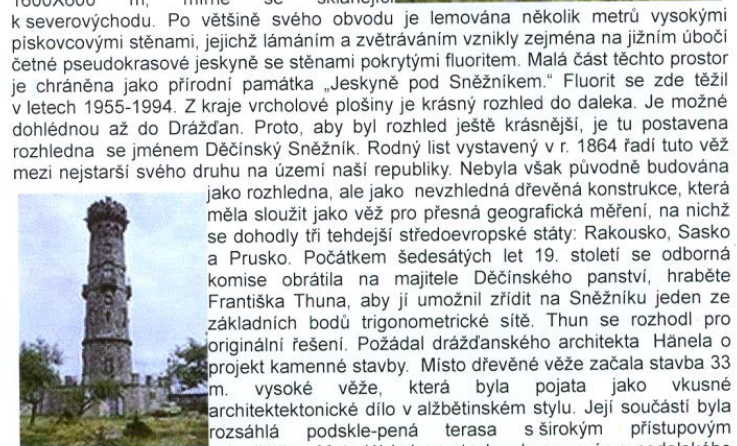 1600X600 m, mírně se sklánějící
k severovýchodu. Po většině svého obvodu je lemována několik metrů vysokými
pískovcovými stěnami, jejichž lámáním a zvětráváním vznikly zejména na jižním úbočí
četné pseudokrasové jeskyně se stěnami pokrytými fluoritem. Malá část těchto prostor
je chráněna jako přírodní památka „Jeskyně pod Sněžníkem.“ Fluorit se zde těžil
v letech 1955-1994. Z kraje vrcholové plošiny je krásný rozhled do daleka. Je možné
dohlédnou až do Drážďan. Proto, aby byl rozhled ještě krásnější, je tu postavena
rozhledna se jménem Děčínský Sněžník. Rodný list vystavený v r. 1864 řadí tuto věž
mezi nejstarší svého druhu na území naší republiky. Nebyla však původně budována
jako rozhledna, ale jako nevzhledná dřevěná konstrukce, která
měla sloužit jako věž pro přesná geografická měření, na nichž
se dohodly tři tehdejší středoevropské státy: Rakousko, Sasko
a Prusko. Počátkem šedesátých let 19. století se odborná
komise obrátila na majitele Děčínského panství, hraběte
Františka Thuna, aby jí umožnil zřídit na Sněžníku jeden ze
základních bodů trigonometrické sítě. Thun se rozhodl pro
originální řešení. Požádal drážďanského architekta Hänela o
projekt kamenné stavby. Místo dřevěné věže začala stavba 33
m. vysoké věže, která byla pojata jako vkusné
architektektonické dílo v alžbětinském stylu. Její součástí byla
rozsáhlá podskle-pená terasa s širokým přístupovým